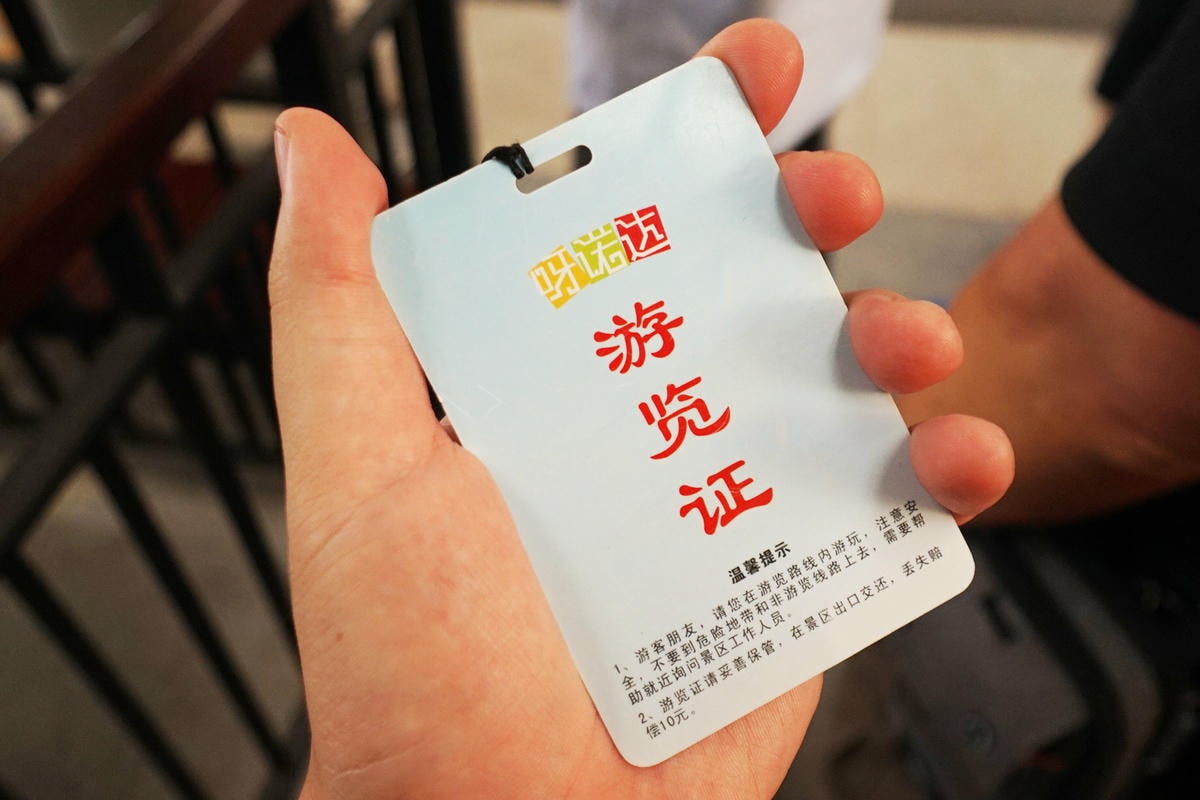 呀诺达
游
览
证
温馨提示
1、游客朋友，请您在游览路线内游玩，注意安
全，不要到危险地带和非游览线路上去，需要帮
助就近询问景区工作人员。
2、游览证请妥善保管，在景区出口交还，丢失赔
偿10元。